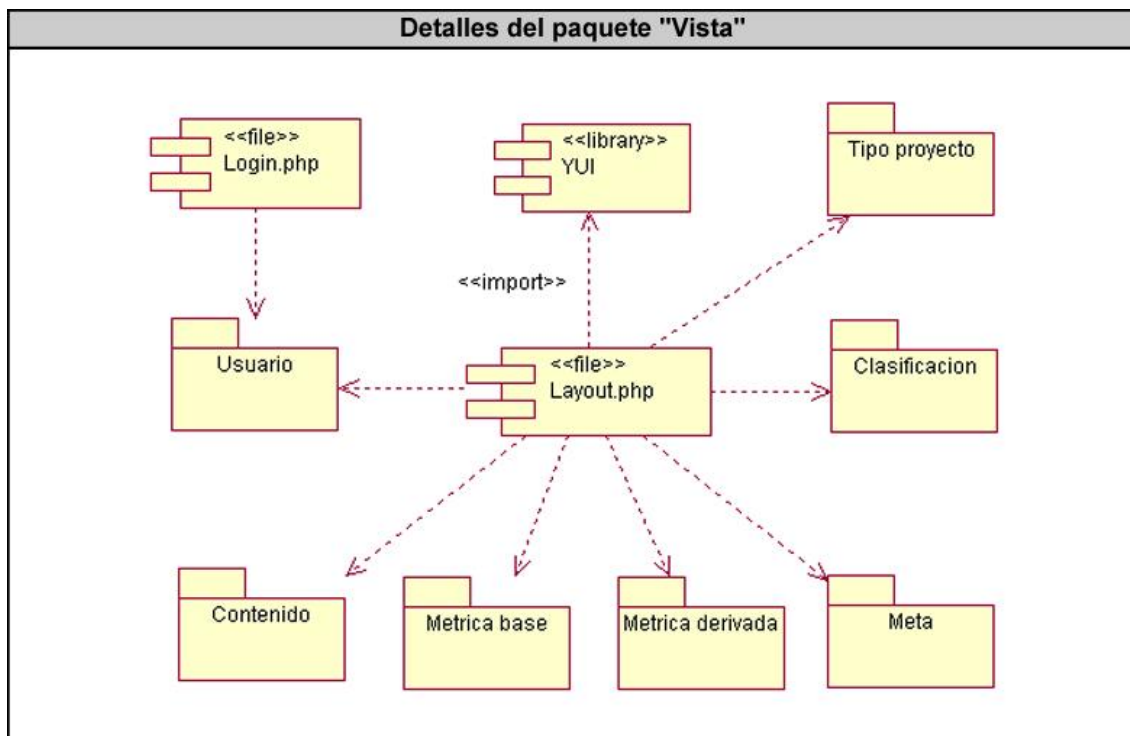 Detalles del paquete "Vista"
<<file>>
Login.php
<<library>>
YUI
Tipo proyecto
<<import>>
Usuario
<<file>>
Layout.php
Clasificacion
Contenido
Metrica base
Metrica derivada
Meta